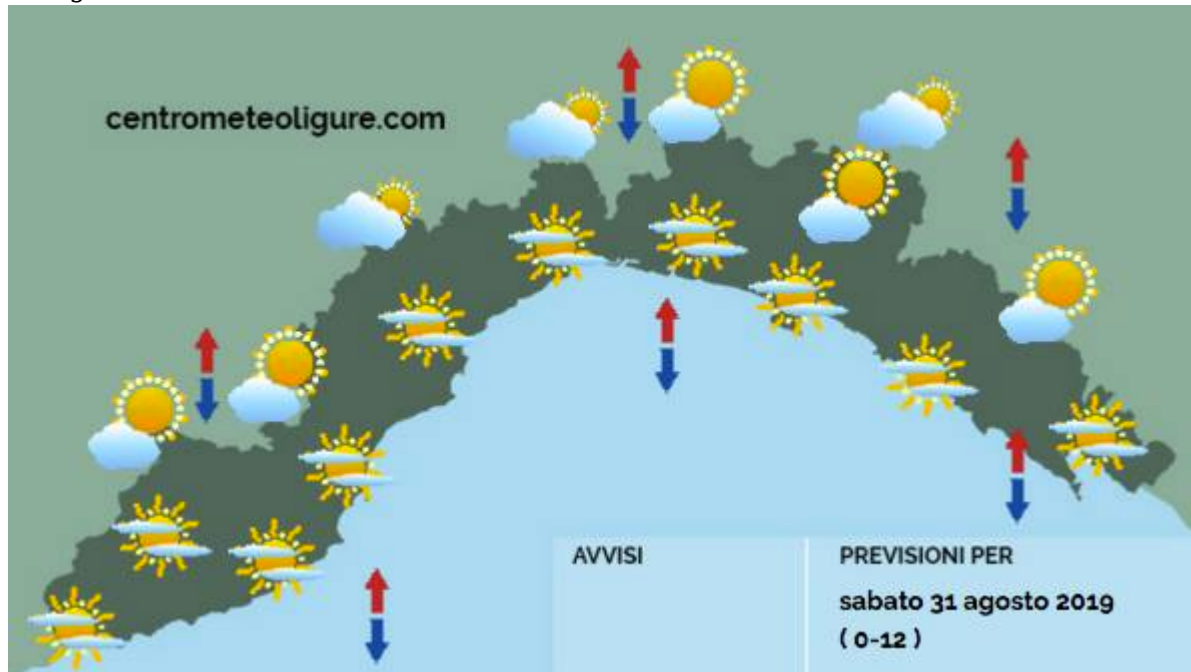 centrometeoligure.com
AVVISI
PREVISIONI PER
sabato 31 agosto 2019
( 0-12 )